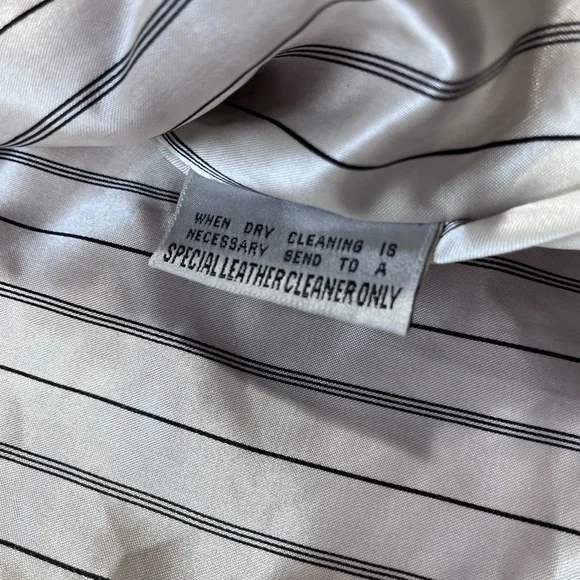 WHEN DRY CLEANING IS
NECESSARY SEND TO A
SPECIAL LEATHER CLEANER ONLY